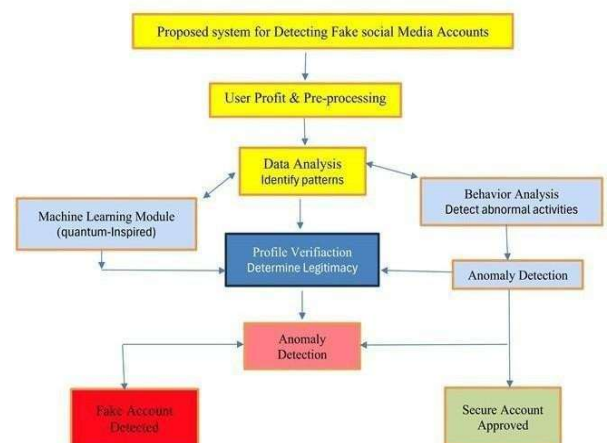 Proposed system for Detecting Fake social Media Accounts
User Profit & Pre-processing
Data Analysis
Identify patterns
Machine Learning Module
(quantum-Inspired)
Behavior Analysis
Detect abnormal activities
Profile Verifiaction
Determine Legitimacy
Anomaly Detection
Anomaly
Detection
Fake Account
Detected
Secure Account
Approved